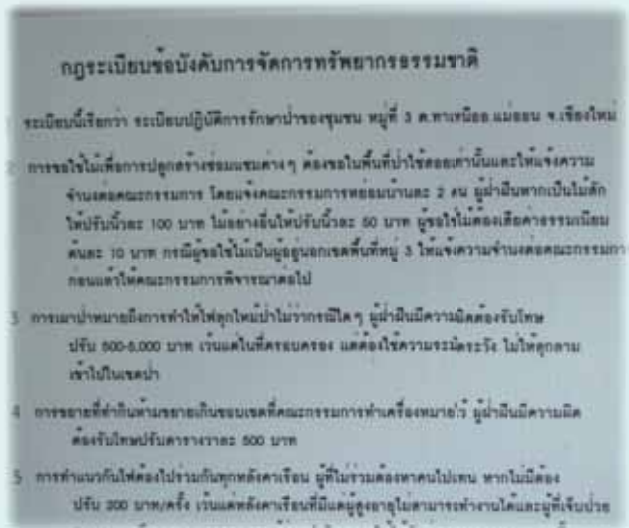 กฎระเบียบข้อบังคับการจัดการทรัพยากรธรรมชาติ
1 ระเบียบนี้เรียกว่า ระเบียบปฏิบัติการรักษาป่าของชุมชน หมู่ที่ 3 ต.ทาเหนือ อ.แม่ออน จ.เชียงใหม่
2 การขอใช้ไม้เพื่อการปลูกสร้างซ่อมแซมต่างๆ ต้องขอในพื้นที่ป่าใช้สอยเท่านั้นและให้แจ้งความ
จำนงต่อคณะกรรมการ โดยแจ้งคณะกรรมการหย่อมบ้านละ 2 คน ผู้ฝ่าฝืนหากเป็นไม้สัก
ให้ปรับนิ้วละ 100 บาท ไม้อย่างอื่นให้ปรับนิ้วละ 50 บาท ผู้ขอใช้ไม้ต้องเสียค่าธรรมเนียม
ต้นละ 10 บาท กรณีผู้ขอใช้ไม้เป็นผู้อยู่นอกเขตพื้นที่หมู่ 3 ให้แจ้งความจำนงต่อคณะกรรมการ
ก่อนแล้วให้คณะกรรมการพิจารณาต่อไป
3 การเผาป่าหมายถึงการทำให้ไฟลุกไหม้ป่าไม่ว่ากรณีใดๆ ผู้ฝ่าฝืนมีความผิดต้องรับโทษ
ปรับ 500-5,000 บาท เว้นแต่ในที่ครอบครอง แต่ต้องใช้ความระมัดระวัง ไม่ให้ลุกลาม
เข้าไปในเขตป่า
4 การขยายที่ทำกินห้ามขยายเกินขอบเขตที่คณะกรรมการทำเครื่องหมายไว้ ผู้ฝ่าฝืนมีความผิด
ต้องรับโทษปรับตารางวาละ 500 บาท
5 การทำแนวกันไฟต้องไปร่วมกันทุกหลังคาเรือน ผู้ที่ไม่ร่วมต้องหาคนไปแทน หากไม่มีต้อง
ปรับ 200 บาท/ครั้ง เว้นแต่หลังคาเรือนที่มีแต่ผู้สูงอายุไม่สามารถทำงานได้และผู้ที่เจ็บป่วย